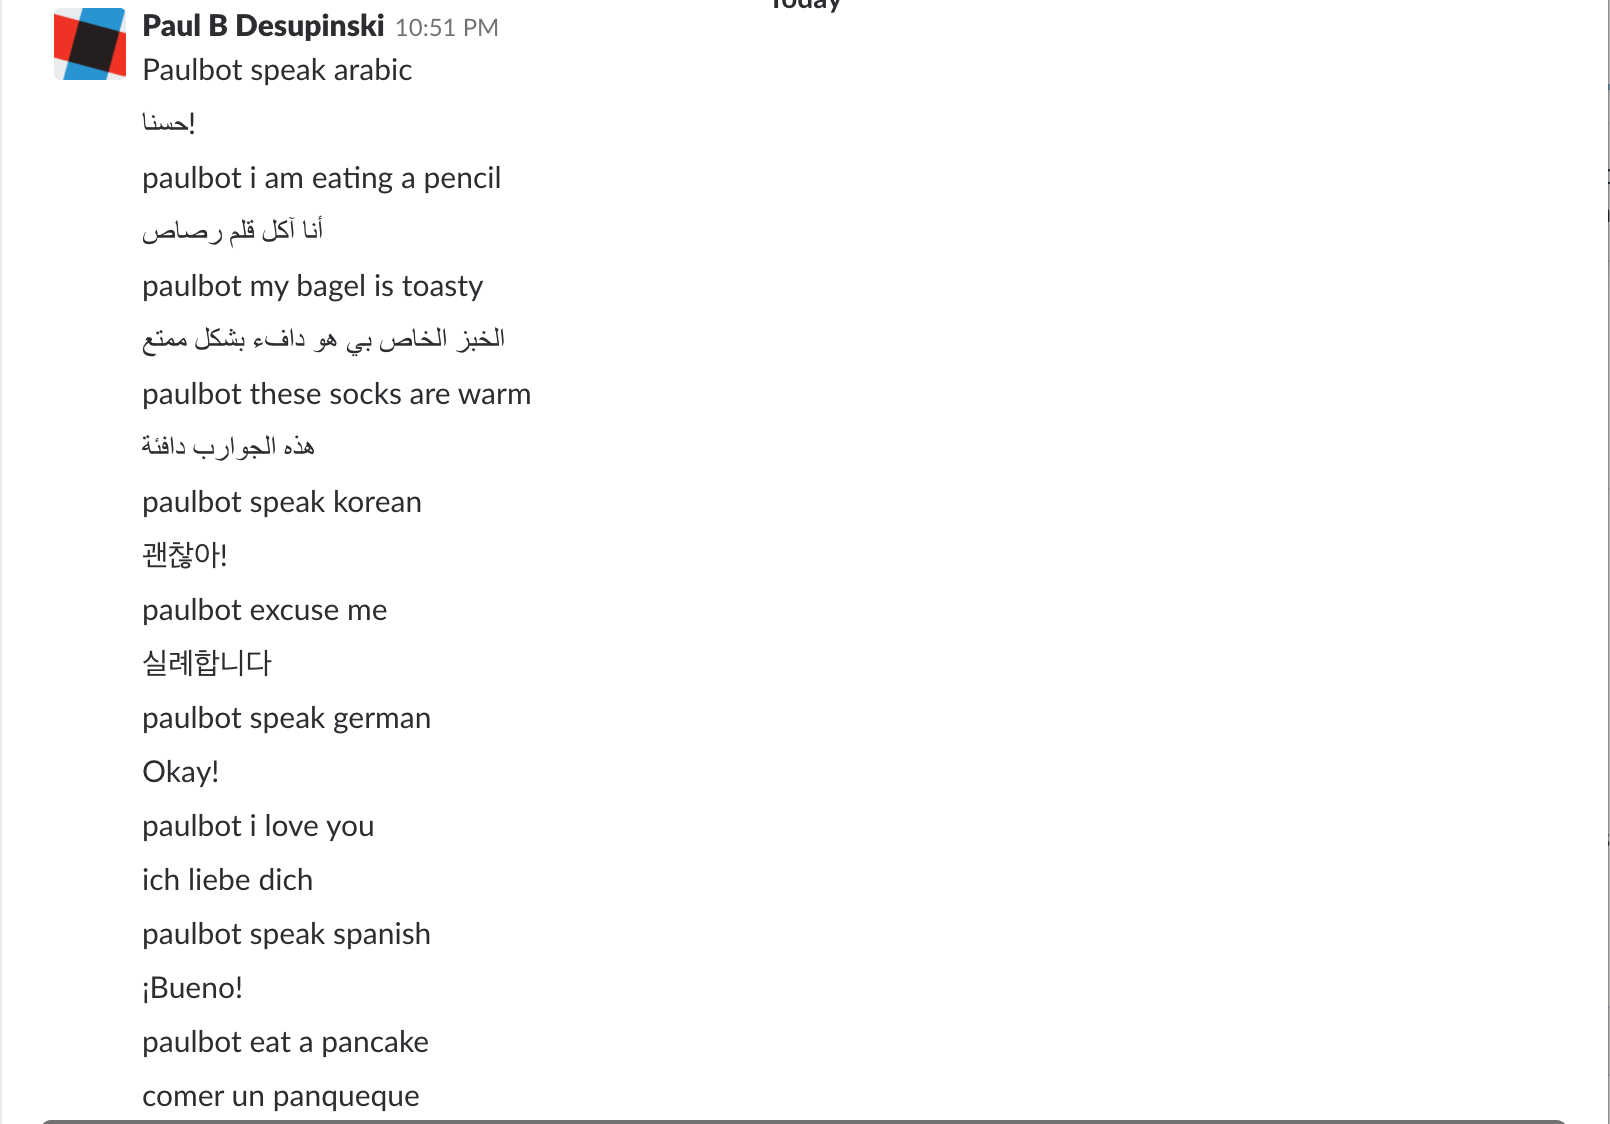 Today
Paul B Desupinski 10:51 PM
Paulbot speak arabic
حسنا!
paulbot i am eating a pencil
أنا آكل قلم رصاص
paulbot my bagel is toasty
الخبز الخاص بي هو دافء بشكل ممتع
paulbot these socks are warm
هذه الجوارب دافئة
paulbot speak korean
괜찮아!
paulbot excuse me
실례합니다
paulbot speak german
Okay!
paulbot i love you
ich liebe dich
paulbot speak spanish
¡Bueno!
paulbot eat a pancake
comer un panqueque